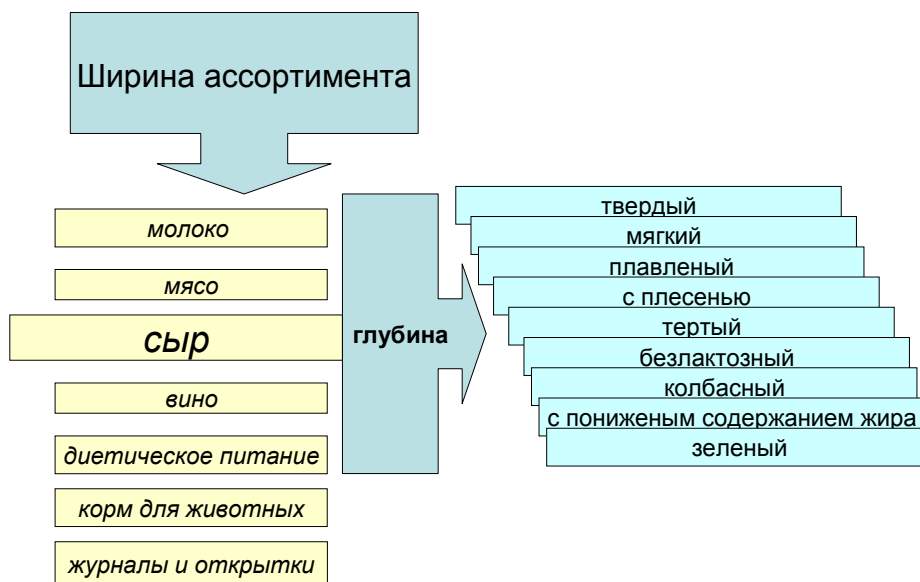 Ширина ассортимента
молоко
мясо
сыр
вино
диетическое питание
корм для животных
журналы и открытки
глубина
твердый
мягкий
плавленый
с плесенью
тертый
безлактозный
колбасный
с пониженым содержанием жира
зеленый